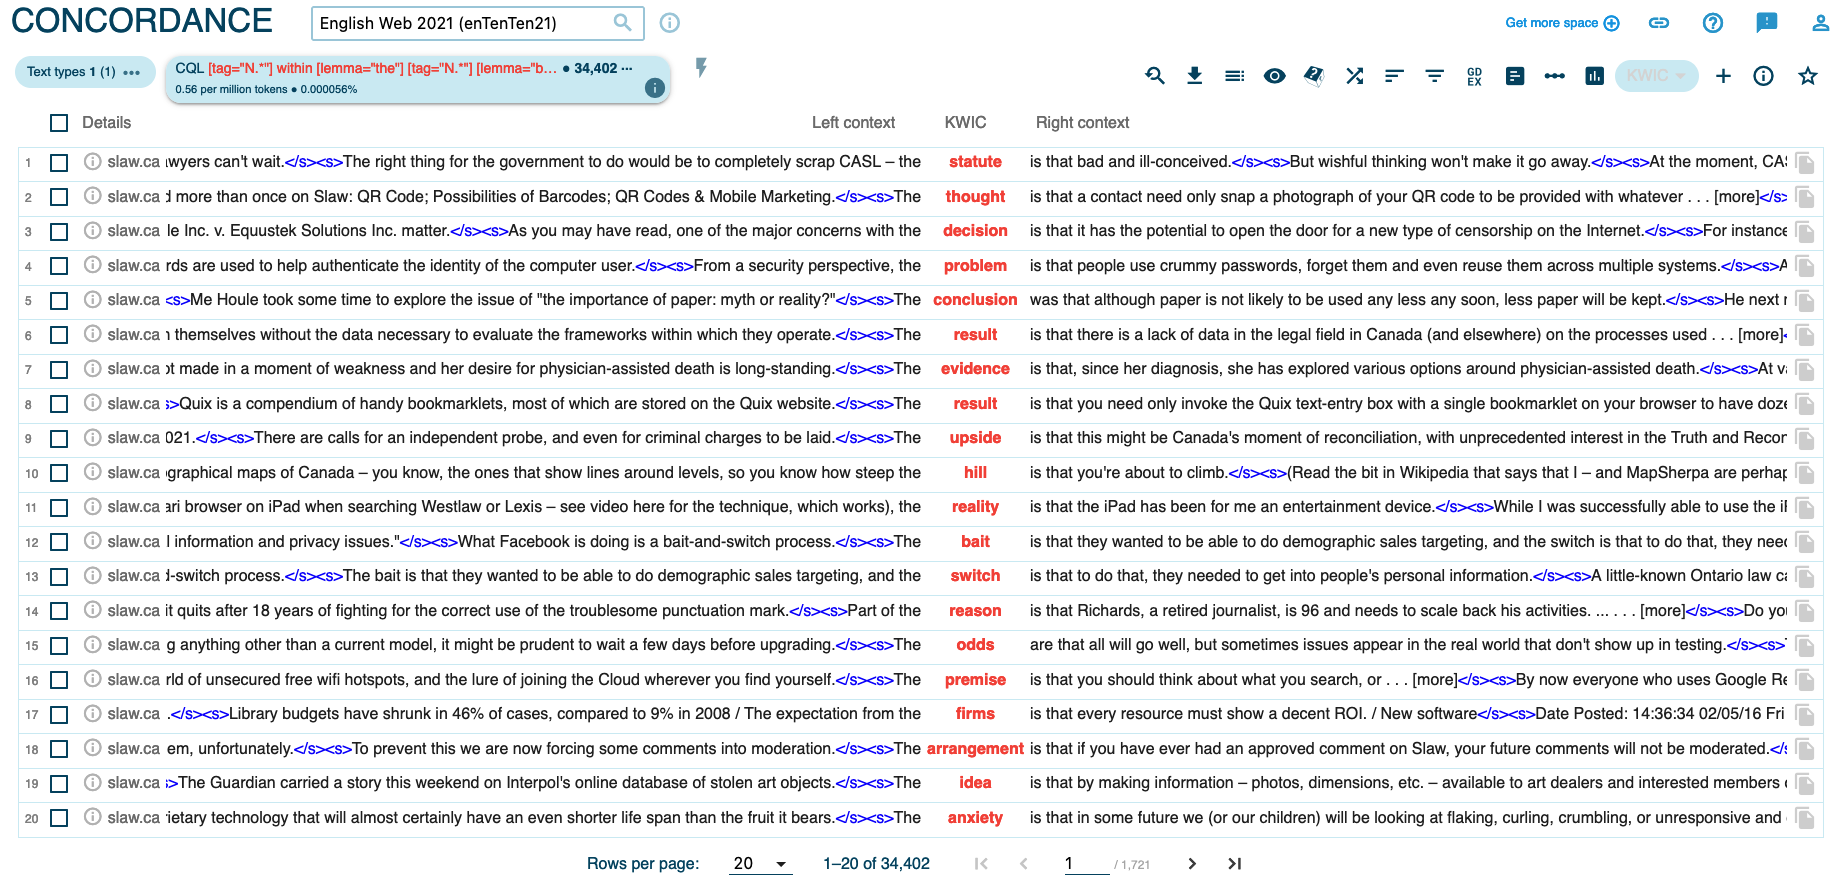 CONCORDANCE
English Web 2021 (enTenTen21)
Get more space
Text types 1 (1) •••
CQL [tag="N.*"] within [lemma="the"] [tag="N.*"] [lemma="b... • 34,402 •••
0.56 per million tokens • 0.000056%
GD EX
KWIC
Details Left context KWIC Right context
1 slaw.ca can't wait.</s><s>The right thing for the government to do would be to completely scrap CASL – the statute is that bad and ill-conceived.</s><s>But wishful thinking won't make it go away.</s><s>At the moment,
2 slaw.ca more than once on Slaw: QR Code; Possibilities of Barcodes; QR Codes & Mobile Marketing.</s><s>The thought is that a contact need only snap a photograph of your QR code to be provided with whatever . . . [more]</s>
3 slaw.ca Inc. v. Equustek Solutions Inc. matter.</s><s>As you may have read, one of the major concerns with the decision is that it has the potential to open the door for a new type of censorship on the Internet.</s><s>For instance
4 slaw.ca are used to help authenticate the identity of the computer user.</s><s>From a security perspective, the problem is that people use crummy passwords, forget them and even reuse them across multiple systems.</s><s>
5 slaw.ca <s>Me Houle took some time to explore the issue of "the importance of paper: myth or reality?"</s><s>The conclusion was that although paper is not likely to be used any less any soon, less paper will be kept.</s><s>He next
6 slaw.ca themselves without the data necessary to evaluate the frameworks within which they operate.</s><s>The result is that there is a lack of data in the legal field in Canada (and elsewhere) on the processes used . . . [more]
7 slaw.ca made in a moment of weakness and her desire for physician-assisted death is long-standing.</s><s>The evidence is that, since her diagnosis, she has explored various options around physician-assisted death.</s><s>At
8 slaw.ca s>Quix is a compendium of handy bookmarklets, most of which are stored on the Quix website.</s><s>The result is that you need only invoke the Quix text-entry box with a single bookmarklet on your browser to have
9 slaw.ca 021.</s><s>There are calls for an independent probe, and even for criminal charges to be laid.</s><s>The upside is that this might be Canada's moment of reconciliation, with unprecedented interest in the Truth and
10 slaw.ca ographical maps of Canada – you know, the ones that show lines around levels, so you know how steep the hill is that you're about to climb.</s><s>(Read the bit in Wikipedia that says that I – and MapSherpa are
11 slaw.ca ari browser on iPad when searching Westlaw or Lexis – see video here for the technique, which works), the reality is that the iPad has been for me an entertainment device.</s><s>While I was successfully able to use the
12 slaw.ca information and privacy issues."</s><s>What Facebook is doing is a bait-and-switch process.</s><s>The bait is that they wanted to be able to do demographic sales targeting, and the switch is that to do that, they
13 slaw.ca d-switch process.</s><s>The bait is that they wanted to be able to do demographic sales targeting, and the switch is that to do that, they needed to get into people's personal information.</s><s>A little-known Ontario law
14 slaw.ca it quits after 18 years of fighting for the correct use of the troublesome punctuation mark.</s><s>Part of the reason is that Richards, a retired journalist, is 96 and needs to scale back his activities. ... . . . [more]</s><s>Do
15 slaw.ca g anything other than a current model, it might be prudent to wait a few days before upgrading.</s><s>The odds are that all will go well, but sometimes issues appear in the real world that don't show up in testing.</s><s>
16 slaw.ca rld of unsecured free wifi hotspots, and the lure of joining the Cloud wherever you find yourself.</s><s>The premise is that you should think about what you search, or . . . [more]</s><s>By now everyone who uses Google
17 slaw.ca .</s><s>Library budgets have shrunk in 46% of cases, compared to 9% in 2008 / The expectation from the firms is that every resource must show a decent ROI. / New software</s><s>Date Posted: 14:36:34 02/05/16 Fri
18 slaw.ca em, unfortunately.</s><s>To prevent this we are now forcing some comments into moderation.</s><s>The arrangement is that if you have ever had an approved comment on Slaw, your future comments will not be moderated.
19 slaw.ca s>The Guardian carried a story this weekend on Interpol's online database of stolen art objects.</s><s>The idea is that by making information – photos, dimensions, etc. – available to art dealers and interested members
20 slaw.ca rietary technology that will almost certainly have an even shorter life span than the fruit it bears.</s><s>The anxiety is that in some future we (or our children) will be looking at flaking, curling, crumbling, or unresponsive and
Rows per page: 20 1–20 of 34,402 1 / 1,721